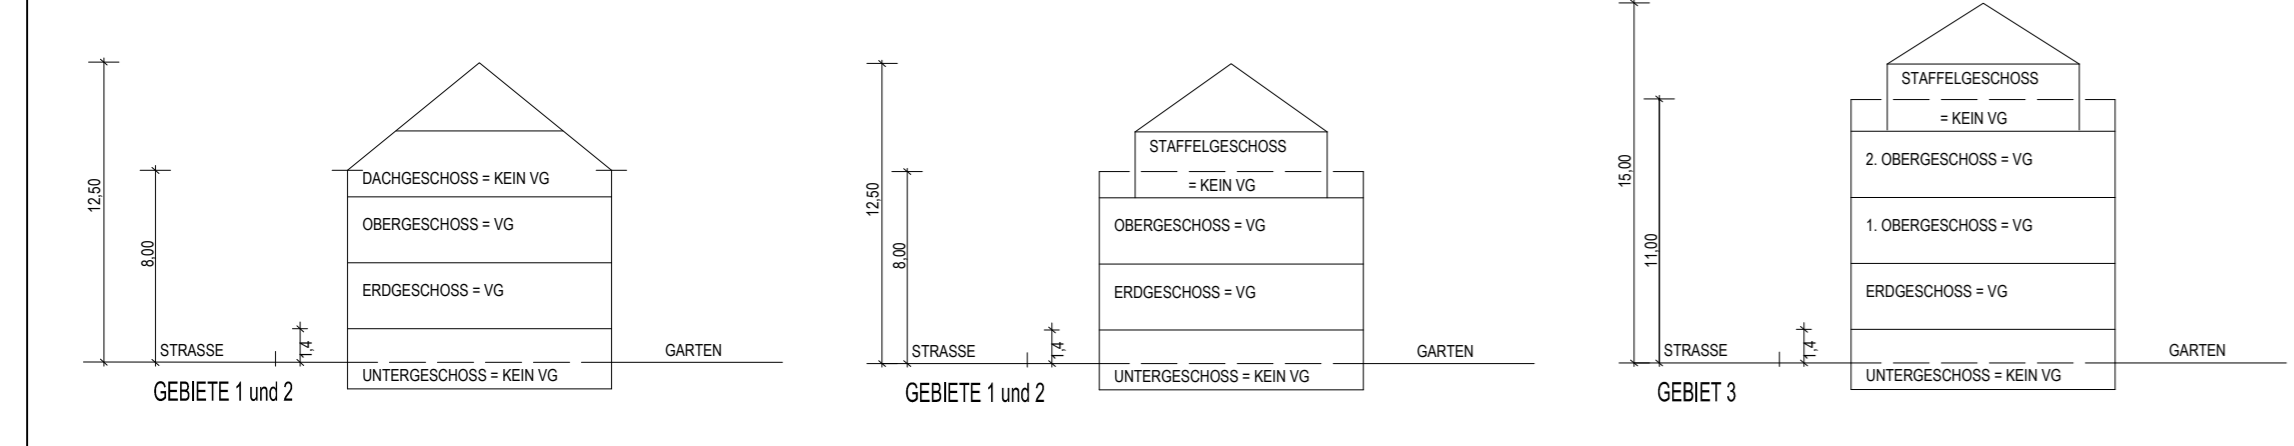 12,50
8,00
DACHGESCHOSS = KEIN VG
OBERGESCHOSS = VG
ERDGESCHOSS = VG
1,4
STRASSE
GARTEN
UNTERGESCHOSS = KEIN VG
GEBIETE 1 und 2
12,50
8,00
STAFFELGESCHOSS
= KEIN VG
OBERGESCHOSS = VG
ERDGESCHOSS = VG
1,4
STRASSE
GARTEN
UNTERGESCHOSS = KEIN VG
GEBIETE 1 und 2
15,00
11,00
STAFFELGESCHOSS
= KEIN VG
2. OBERGESCHOSS = VG
1. OBERGESCHOSS = VG
ERDGESCHOSS = VG
1,4
STRASSE
GARTEN
UNTERGESCHOSS = KEIN VG
GEBIET 3